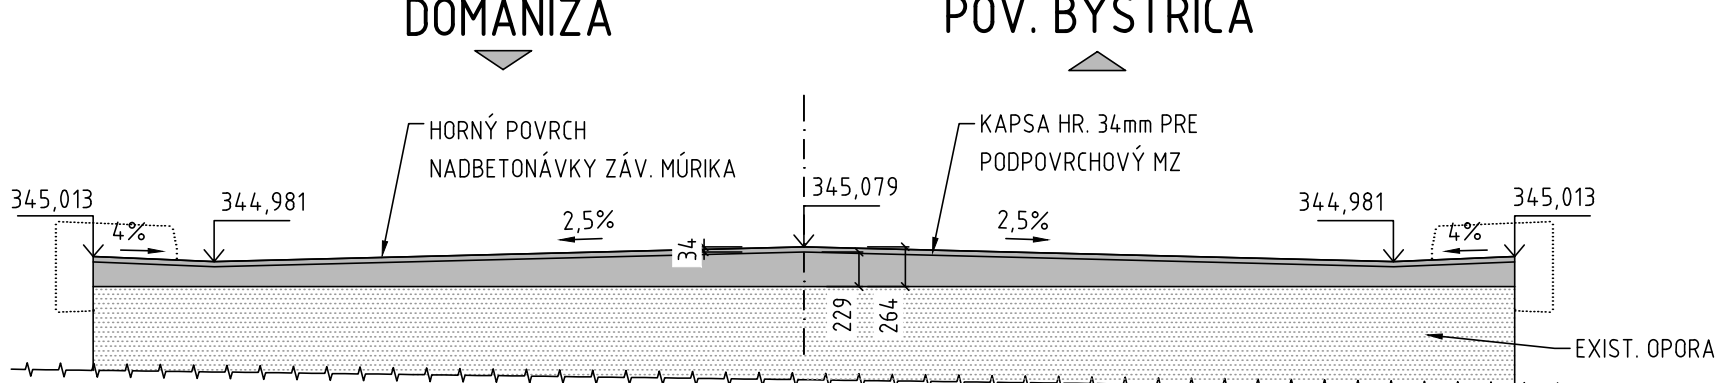 DOMANIŽA
POV. BYSTRICA
HORNÝ POVRCH
NADBETONÁVKY ZÁV. MÚRIKA
KAPSA HR. 34mm PRE
PODPOVRCHOVÝ MZ
345,013
344,981
345,079
344,981
345,013
4%
2,5%
2,5%
4%
34
229
264
EXIST. OPORA